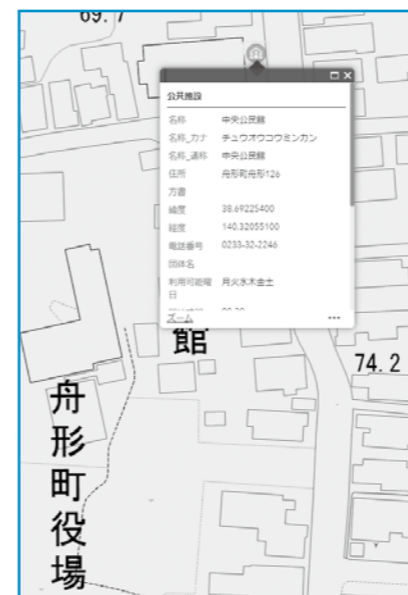 69.7
公共施設
名称 中央公民館
名称_カナ チュウオウコウミンカン
名称_通称 中央公民館
住所 舟形町舟形126
方書
緯度 38.69225400
経度 140.32055100
電話番号 0233-32-2246
団体名
利用可能曜日 月火水木金土
ズーム
館
74.2
舟形町役場